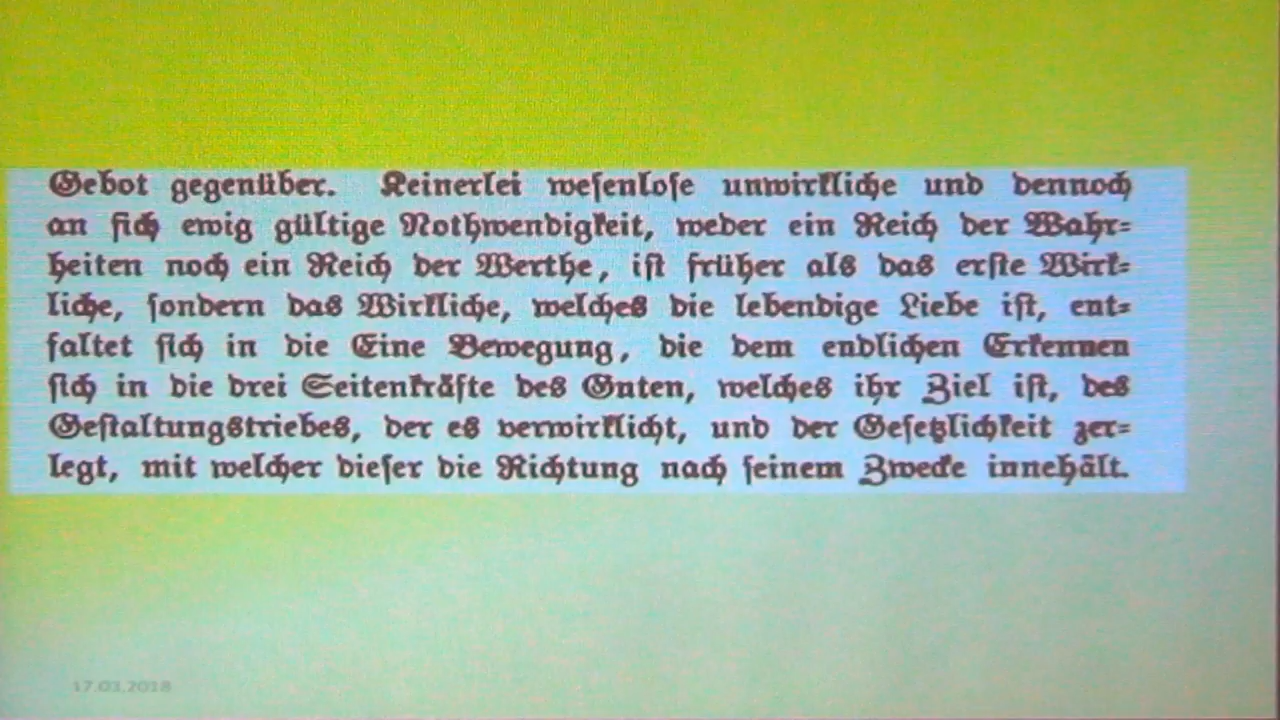 Gebot gegenüber. Keinerlei wesenlose unwirkliche und dennoch
an sich ewig gültige Nothwendigkeit, weder ein Reich der Wahr=
heiten noch ein Reich der Werthe, ist früher als das erste Wirk=
liche, sondern das Wirkliche, welches die lebendige Liebe ist, ent=
faltet sich in die Eine Bewegung, die dem endlichen Erkennen
sich in die drei Seitenkräfte des Guten, welches ihr Ziel ist, des
Gestaltungstriebes, der es verwirklicht, und der Gesetzlichkeit zer=
legt, mit welcher dieser die Richtung nach seinem Zwecke innehält.
17.03.2018